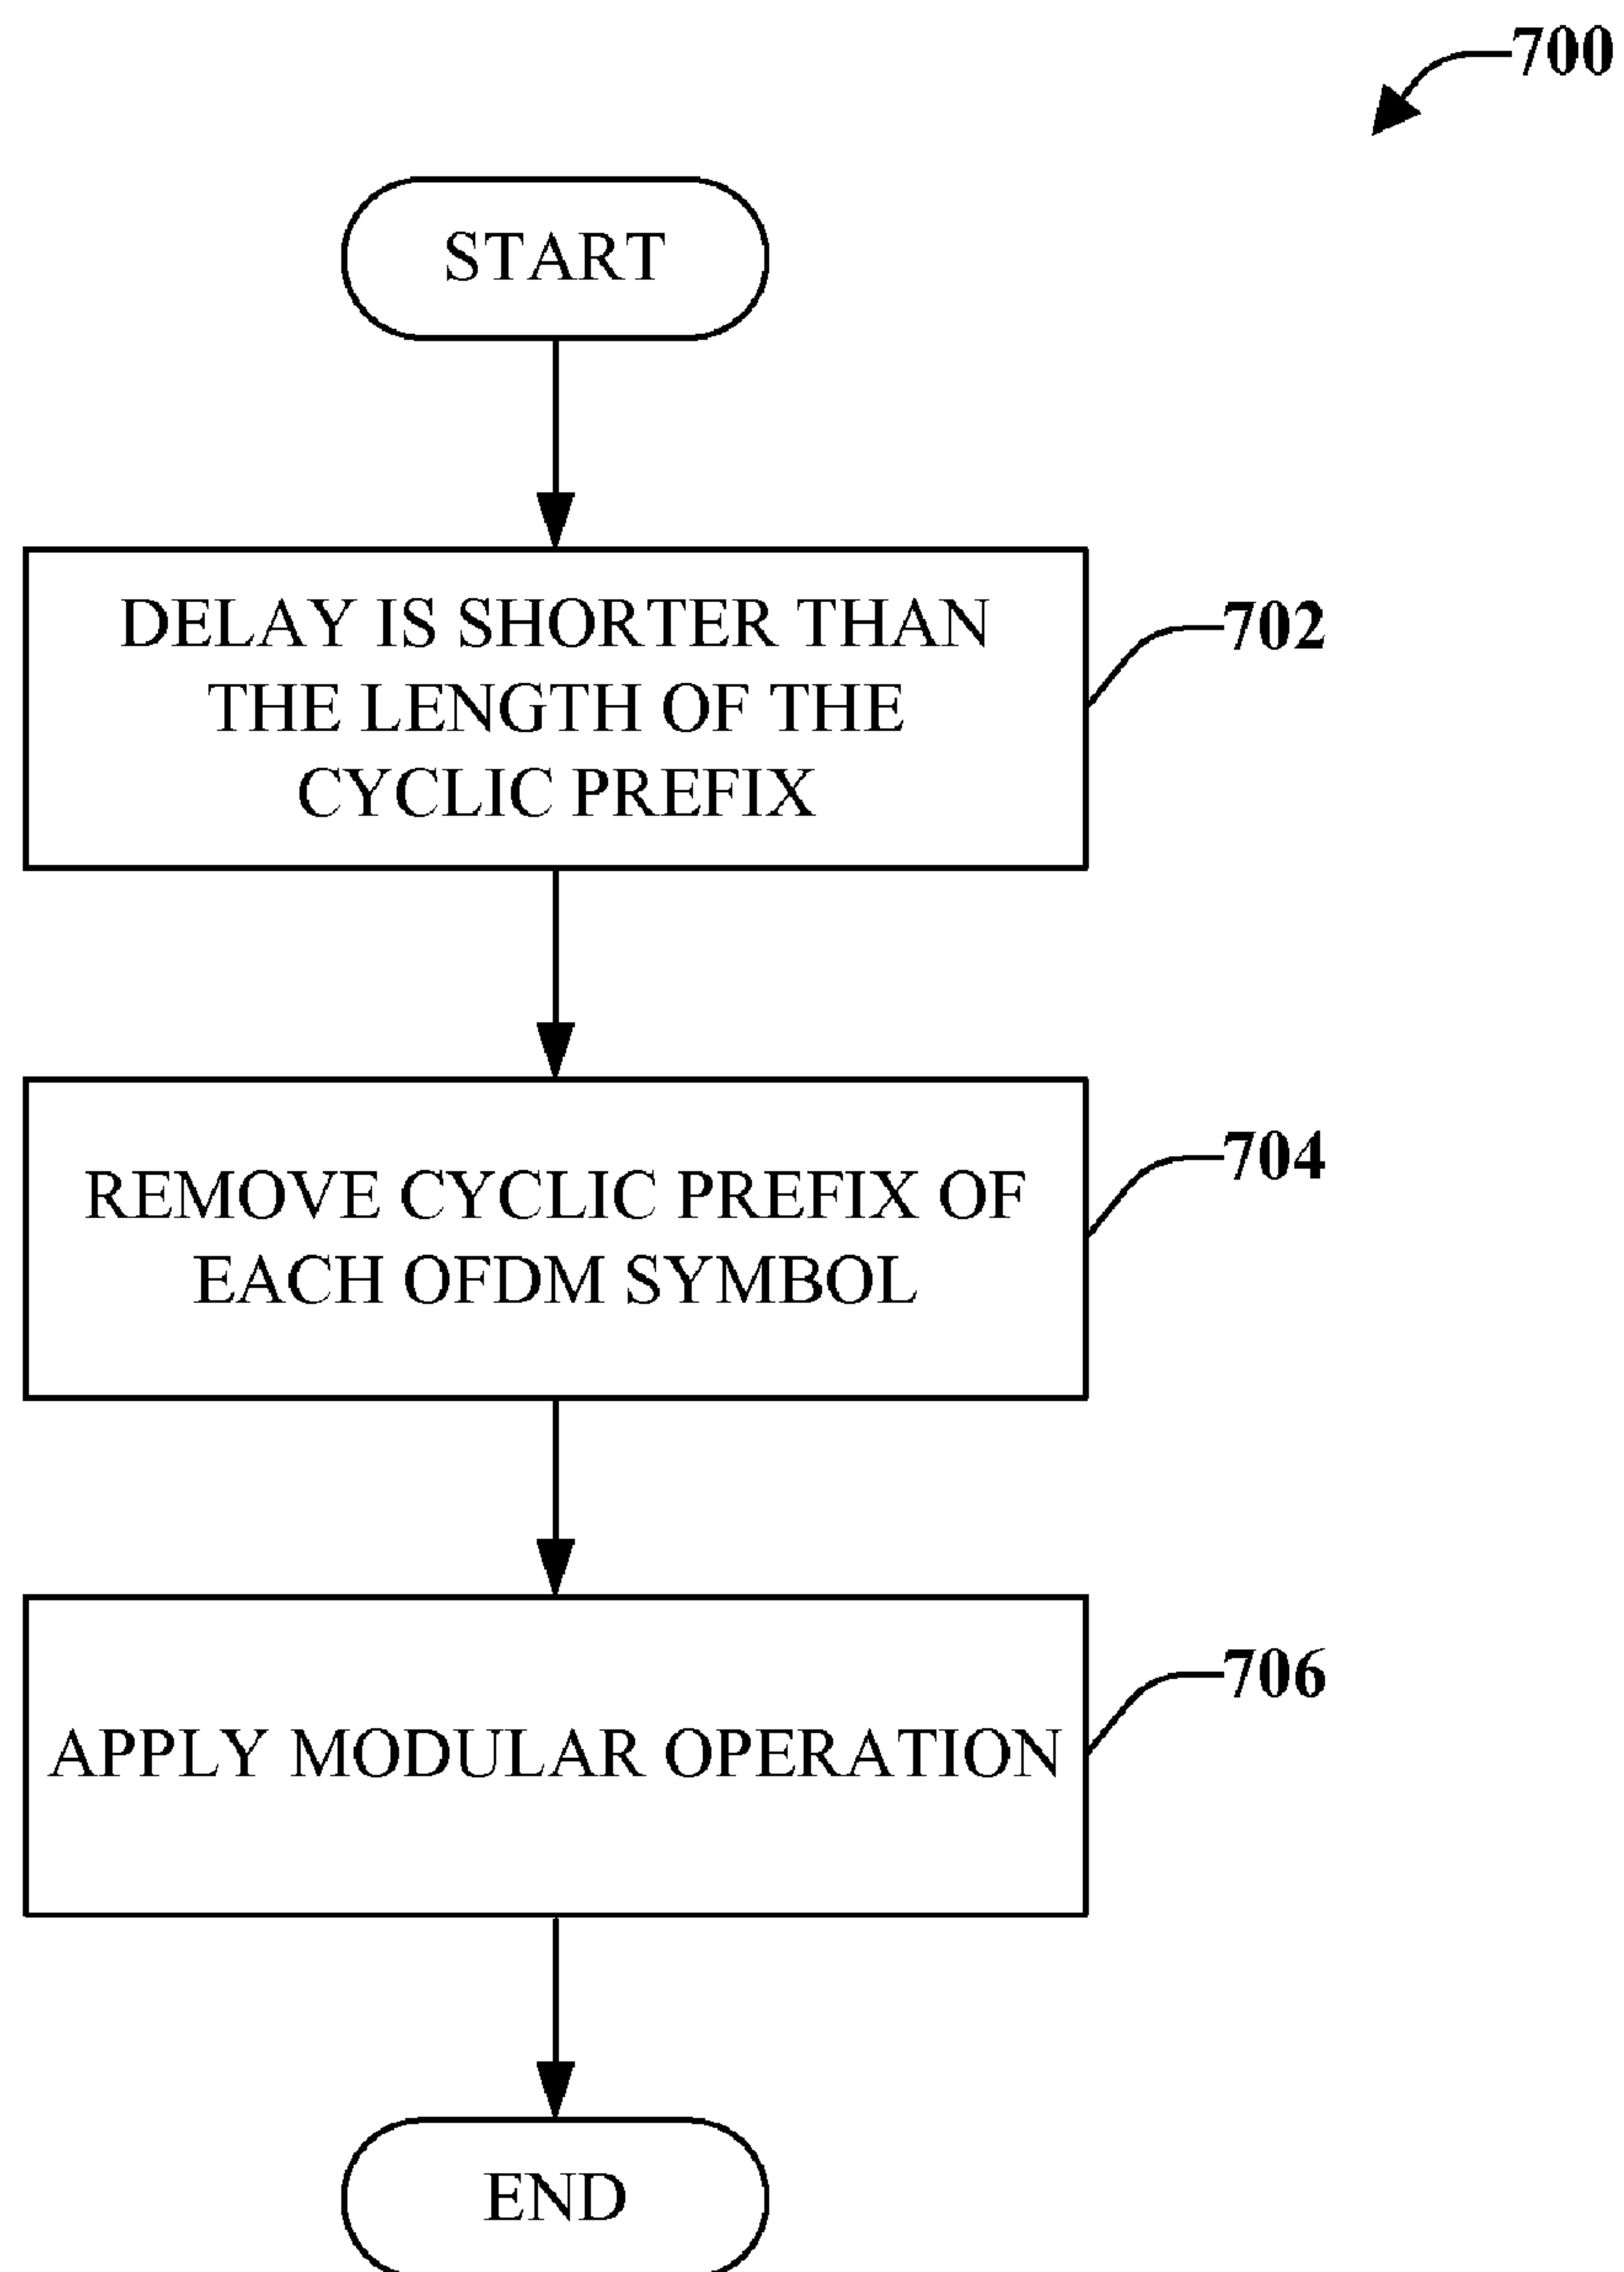 700
START
DELAY IS SHORTER THAN
THE LENGTH OF THE
CYCLIC PREFIX
702
REMOVE CYCLIC PREFIX OF
EACH OFDM SYMBOL
704
APPLY MODULAR OPERATION
706
END